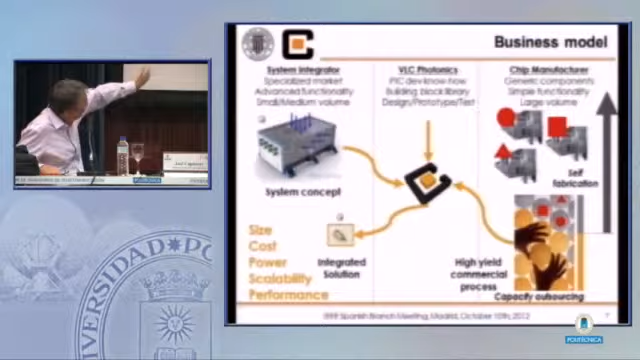 Business model
System Integrator
Specialized market
Advanced functionality
Small/Medium volume
VLC Photonics
PIC dev know how
Building block library
Design/Prototype/Test
Chip Manufacturer
Generic components
Simple functionality
Large volume
System concept
Self
fabrication
Size
Cost
Power
Scalability
Performance
Integrated
Solution
High yield
commercial
process
Capacity outsourcing
Spanish Branch Meeting, Madrid, October 10th, 2012
7
POLITÉCNICA
POLITÉCNICA